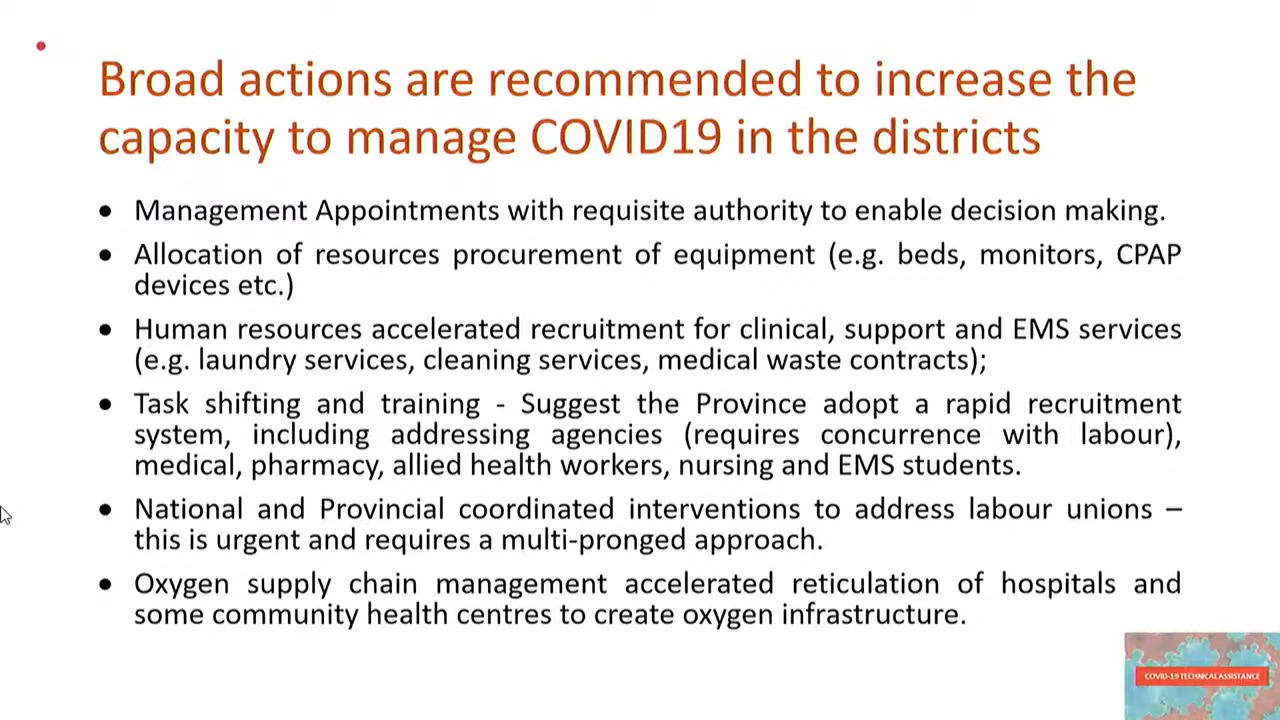 Broad actions are recommended to increase the
capacity to manage COVID19 in the districts
• Management Appointments with requisite authority to enable decision making.
• Allocation of resources procurement of equipment (e.g. beds, monitors, CPAP
devices etc.)
• Human resources accelerated recruitment for clinical, support and EMS services
(e.g. laundry services, cleaning services, medical waste contracts);
• Task shifting and training - Suggest the Province adopt a rapid recruitment
system, including addressing agencies (requires concurrence with labour),
medical, pharmacy, allied health workers, nursing and EMS students.
• National and Provincial coordinated interventions to address labour unions –
this is urgent and requires a multi-pronged approach.
• Oxygen supply chain management accelerated reticulation of hospitals and
some community health centres to create oxygen infrastructure.
COVID-19 TECHNICAL ASSISTANCE